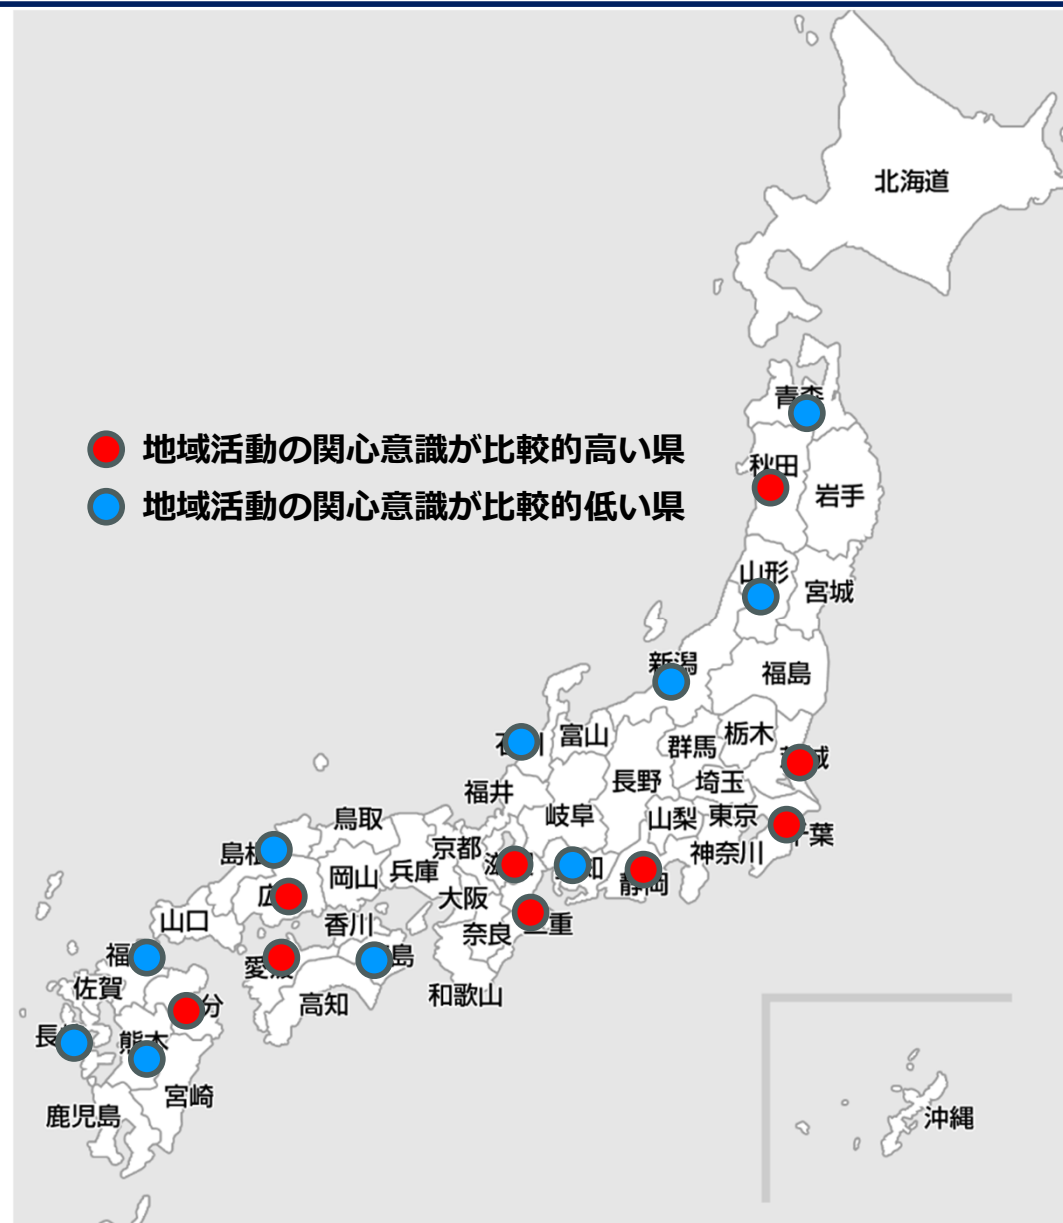 北海道
青森
地域活動の関心意識が比較的高い県
秋田
岩手
地域活動の関心意識が比較的低い県
山形
宮城
新潟
福島
富山
群馬
栃木
福井
長野
埼玉
岐阜
山梨
東京
鳥取
京都
神奈川
千葉
岡山
兵庫
静岡
大阪
山口
香川
奈良
佐賀
高知
和歌山
熊本
宮崎
鹿児島
沖縄